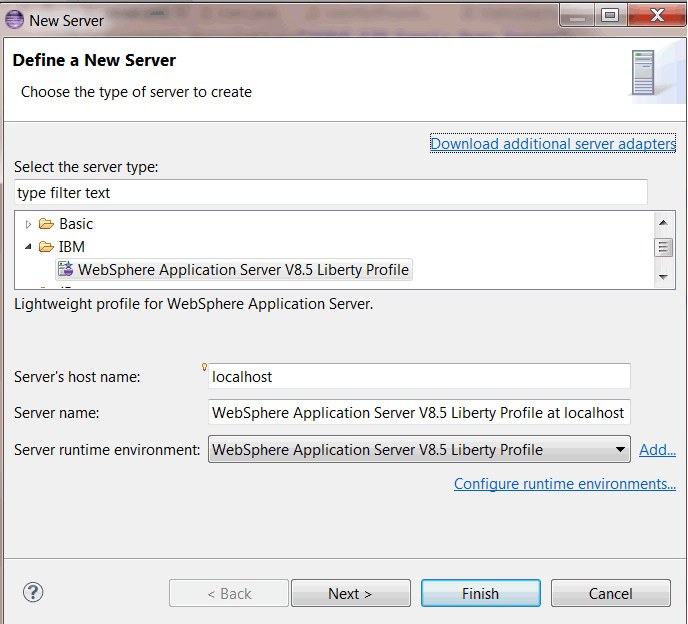 New Server
Define a New Server
Choose the type of server to create
Download additional server adapters
Select the server type:
type filter text
Basic
IBM
WebSphere Application Server V8.5 Liberty Profile
Lightweight profile for WebSphere Application Server.
Server's host name:
localhost
Server name:
WebSphere Application Server V8.5 Liberty Profile at localhost
Server runtime environment:
WebSphere Application Server V8.5 Liberty Profile
Add...
Configure runtime environments...
?
< Back
Next >
Finish
Cancel